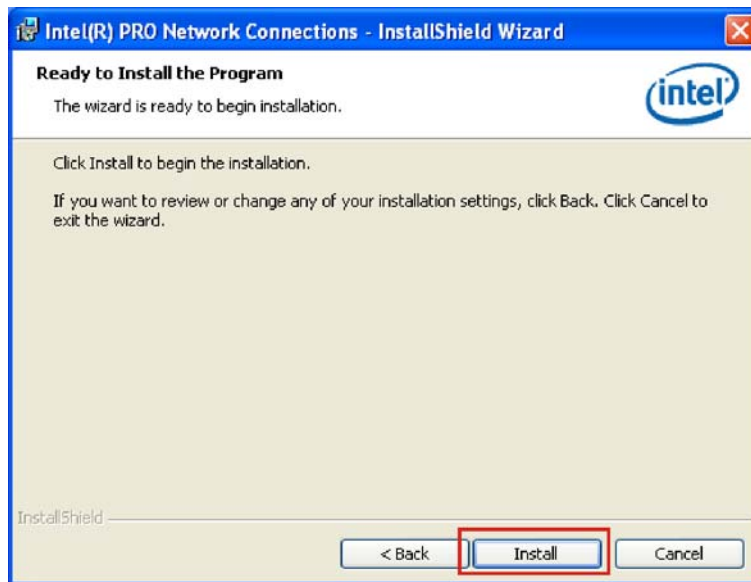 Intel(R) PRO Network Connections - InstallShield Wizard
Ready to Install the Program
The wizard is ready to begin installation.
intel
Click Install to begin the installation.
If you want to review or change any of your installation settings, click Back. Click Cancel to
exit the wizard.
InstallShield
< Back
Install
Cancel